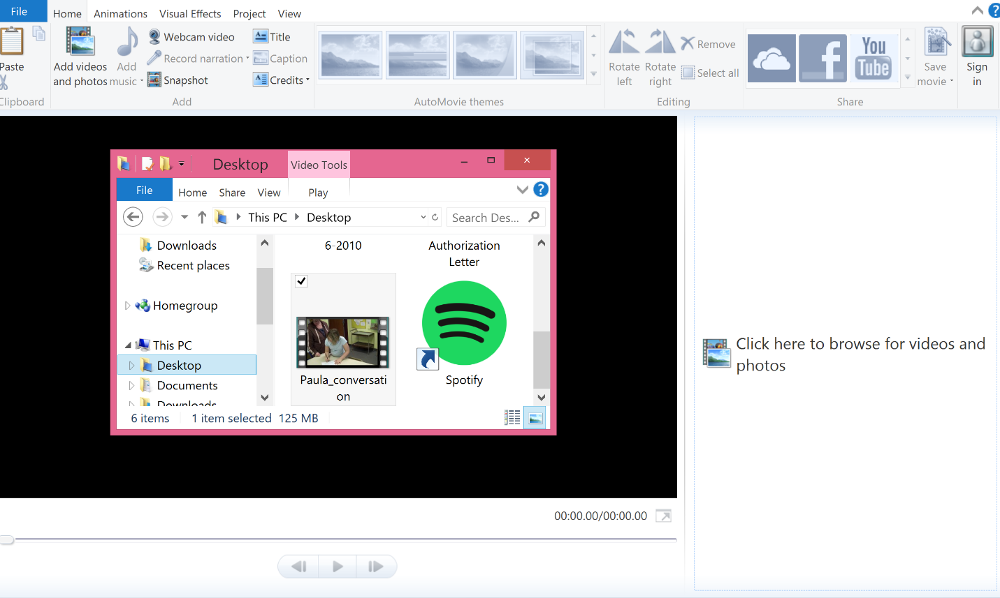 File
Home Animations Visual Effects Project View
Paste
Add videos
and photos
Add
music
Webcam video
Record narration
Snapshot
Title
Caption
Credits
Rotate
left
Rotate
right
Remove
Select all
You
Tube
Save
movie
Sign
in
Clipboard
Add
AutoMovie themes
Editing
Share
Desktop
Video Tools
File
Home Share View Play
This PC Desktop
Search Des...
Downloads
Recent places
Homegroup
This PC
Desktop
Documents
Downloads
6-2010
Authorization
Letter
Paula_conversati
on
Spotify
6 items 1 item selected 125 MB
Click here to browse for videos and
photos
00:00.00/00:00.00